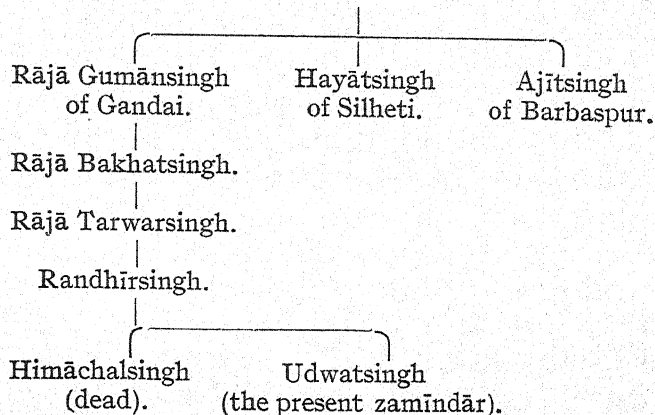 Rājā Gumānsingh Hayātsingh Ajītsingh
of Gandai. of Silheti. of Barbaspur.
Rājā Bakhatsingh.
Rājā Tarwarsingh.
Randhīrsingh.
Himāchalsingh Udwatsingh
(dead). (the present zamīndār).